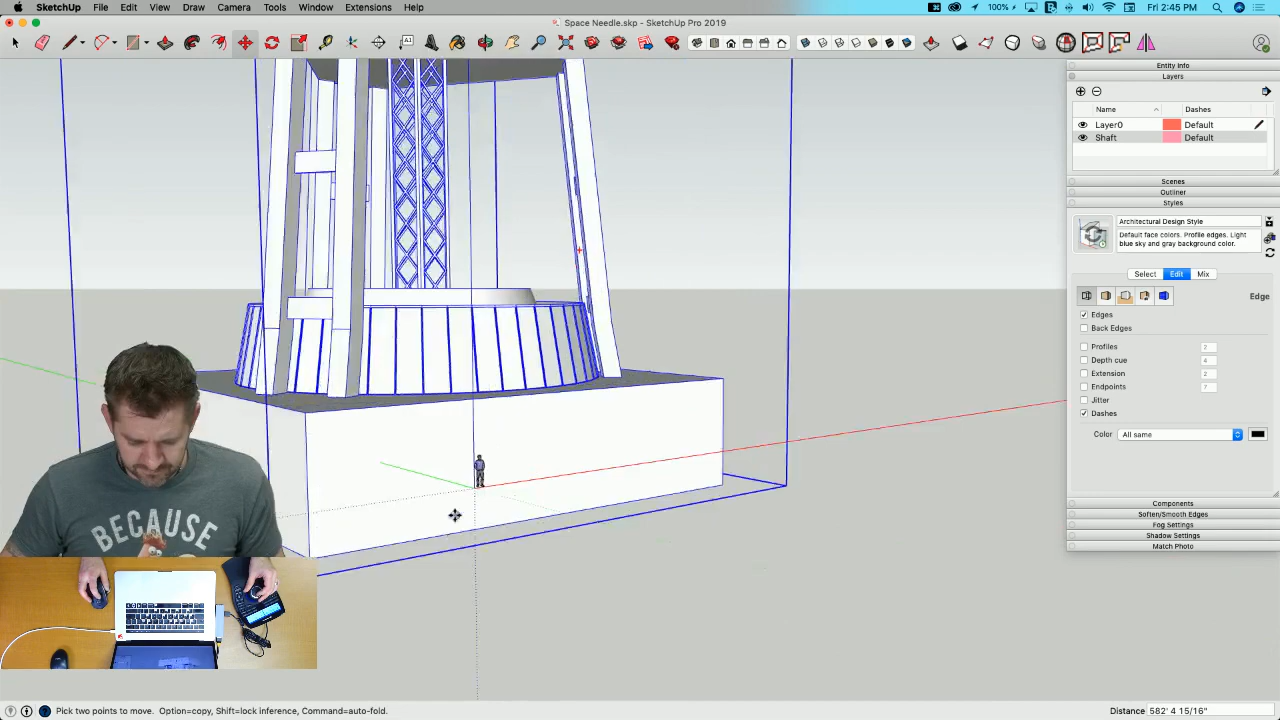 SketchUp File Edit View Draw Camera Tools Window Extensions Help
100% Fri 2:45 PM
Space Needle.skp - SketchUp Pro 2019
Entity Info
Layers
Name Dashes
Layer0 Default
Shaft Default
Scenes
Outliner
Styles
Architectural Design Style
Default face colors. Profile edges. Light
blue sky and gray background color.
Select Edit Mix
Edge
Edges
Back Edges
Profiles 2
Depth cue 4
Extension 2
Endpoints 7
Jitter
Dashes
Color All same
Components
Soften/Smooth Edges
Fog Settings
Shadow Settings
Match Photo
BECAUSE
Pick two points to move. Option=copy, Shift=lock inference, Command=auto-fold.
Distance 582' 4 15/16"